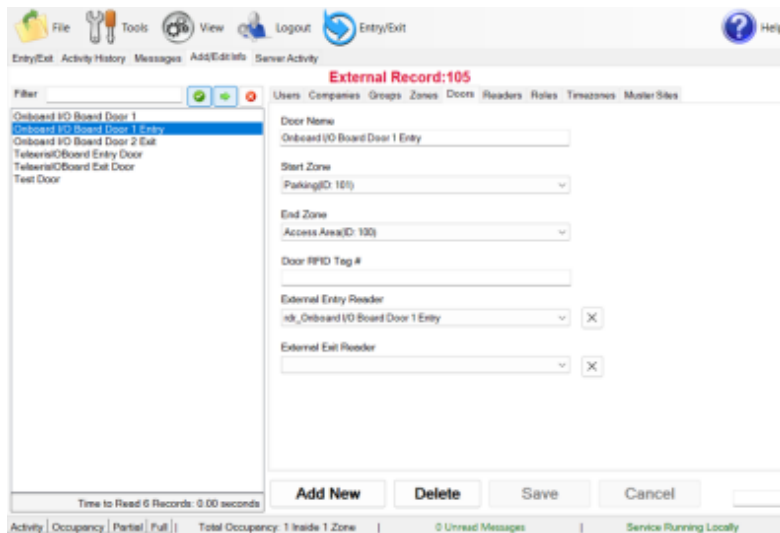 File Tools View Logout Entry/Exit Help
Entry/Exit Activity History Messages Add/Edit Info Server Activity
External Record:105
Filter
Users Companies Groups Zones Doors Readers Roles Timezones Muster Sites
Onboard I/O Board Door 1
Onboard I/O Board Door 1 Entry
Onboard I/O Board Door 2 Exit
TelaerisIOBoard Entry Door
TelaerisIOBoard Exit Door
Test Door
Door Name
Onboard I/O Board Door 1 Entry
Start Zone
Parking(ID: 101)
End Zone
Access Area(ID: 100)
Door RFID Tag #
External Entry Reader
rdr_Onboard I/O Board Door 1 Entry
External Exit Reader
Time to Read 6 Records: 0.00 seconds
Add New Delete Save Cancel
Activity | Occupancy | Partial | Full | | Total Occupancy: 1 Inside 1 Zone | 0 Unread Messages | Service Running Locally